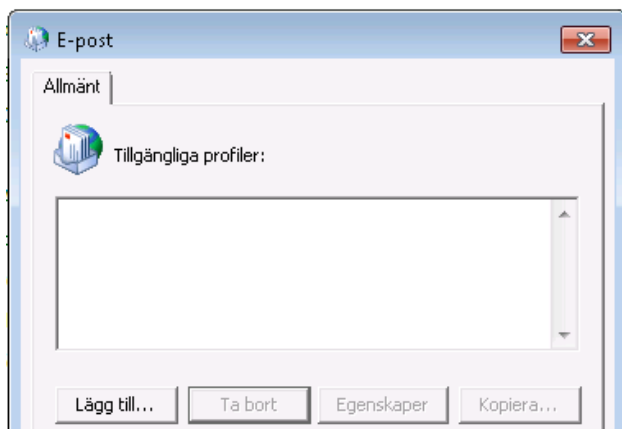 E-post
Allmänt
Tillgängliga profiler:
Lägg till... Ta bort Egenskaper Kopiera...